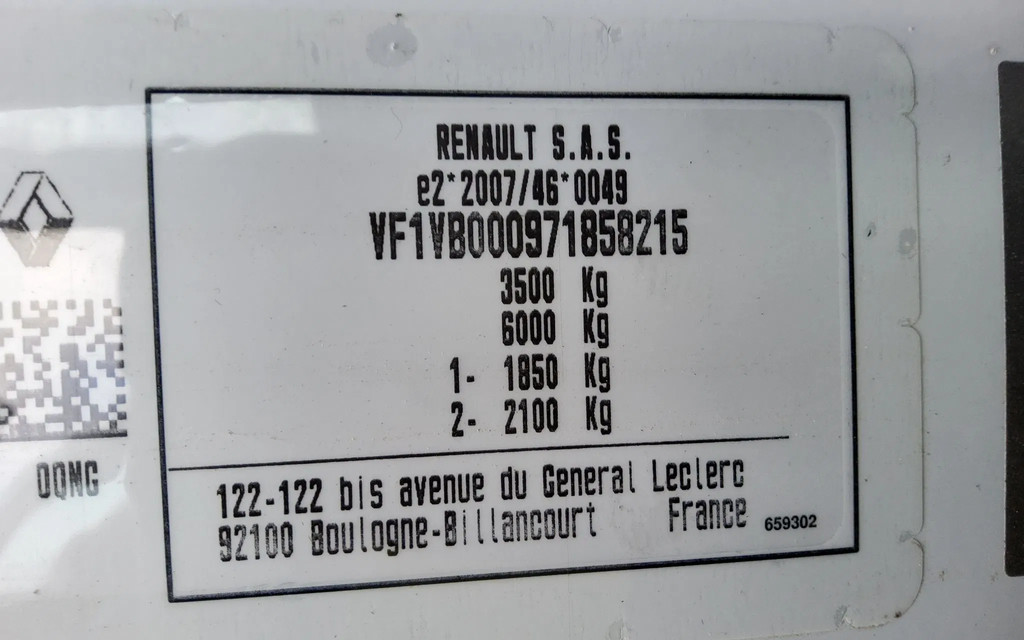 RENAULT S.A.S.
e2*2007/46*0049
VF1VB000971858215
3500 Kg
6000 Kg
1- 1850 Kg
2- 2100 Kg
OQNG
122-122 bis avenue du General Leclerc
92100 Boulogne-Billancourt France 659302